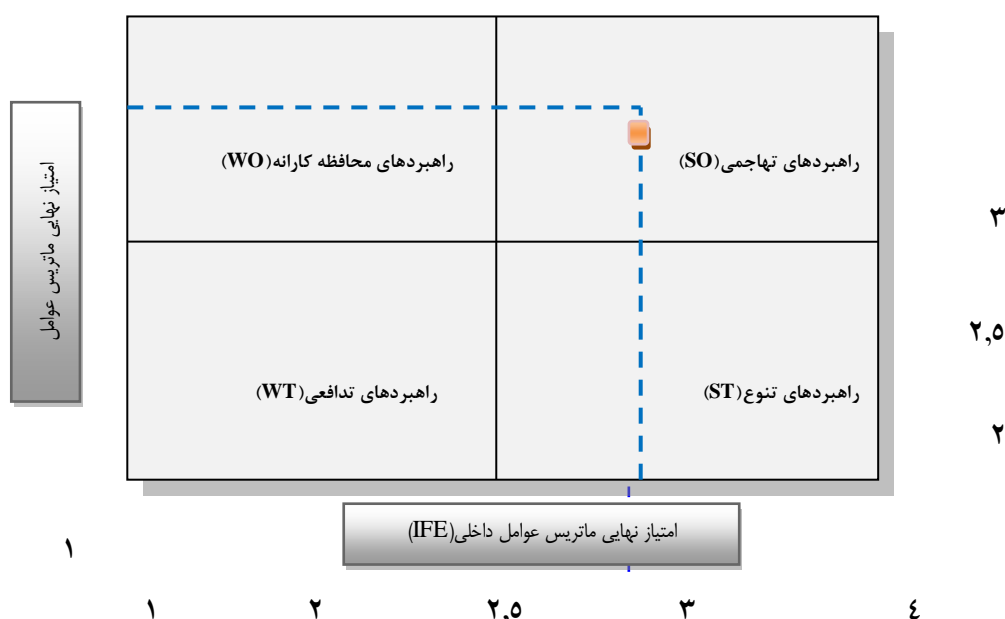 راهبردهای تهاجمی(SO)
راهبردهای محافظه کارانه(WO)
امتیاز نهایی ماتریس عوامل
۳
۲,۵
راهبردهای تنوع(ST)
راهبردهای تدافعی(WT)
۲
امتیاز نهایی ماتریس عوامل داخلی(IFE)
۱
۱ ۲ ۲,۵ ۳ ٤